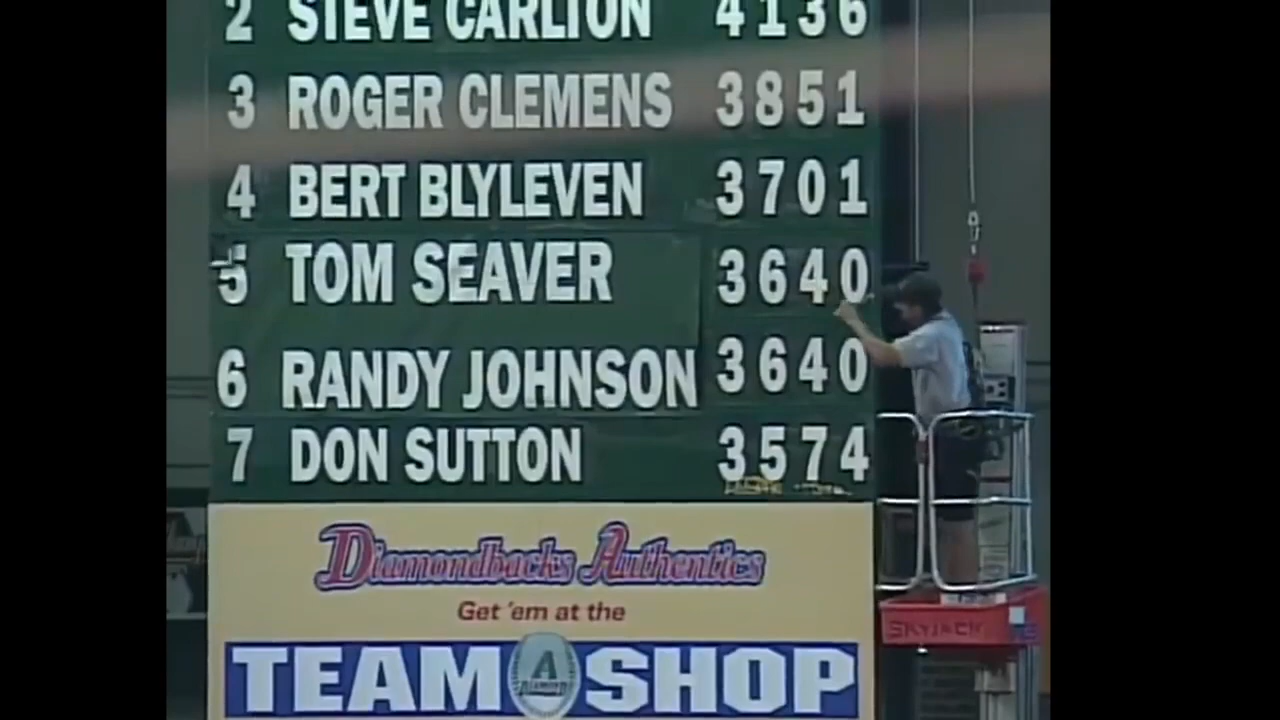 2 STEVE CARLTON 4136
3 ROGER CLEMENS 3851
4 BERT BLYLEVEN 3701
5 TOM SEAVER 3640
6 RANDY JOHNSON 3640
7 DON SUTTON 3574
Diamondbacks Authentics
Get 'em at the
TEAM A SHOP
SKYJACK